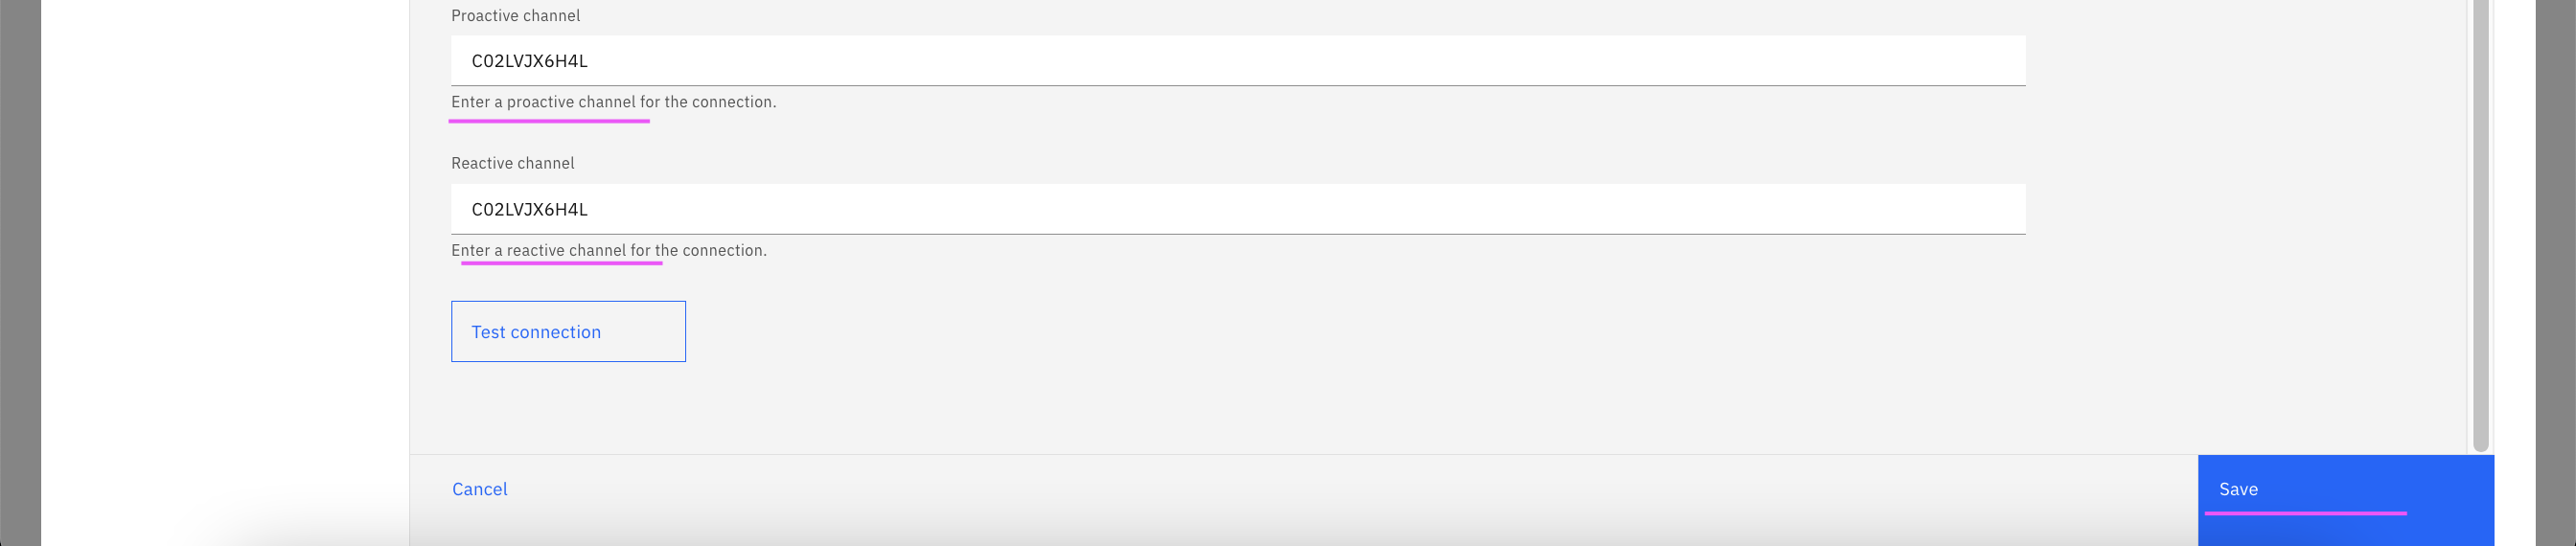 Proactive channel
C02LVJX6H4L
Enter a proactive channel for the connection.
Reactive channel
C02LVJX6H4L
Enter a reactive channel for the connection.
Test connection
Cancel
Save